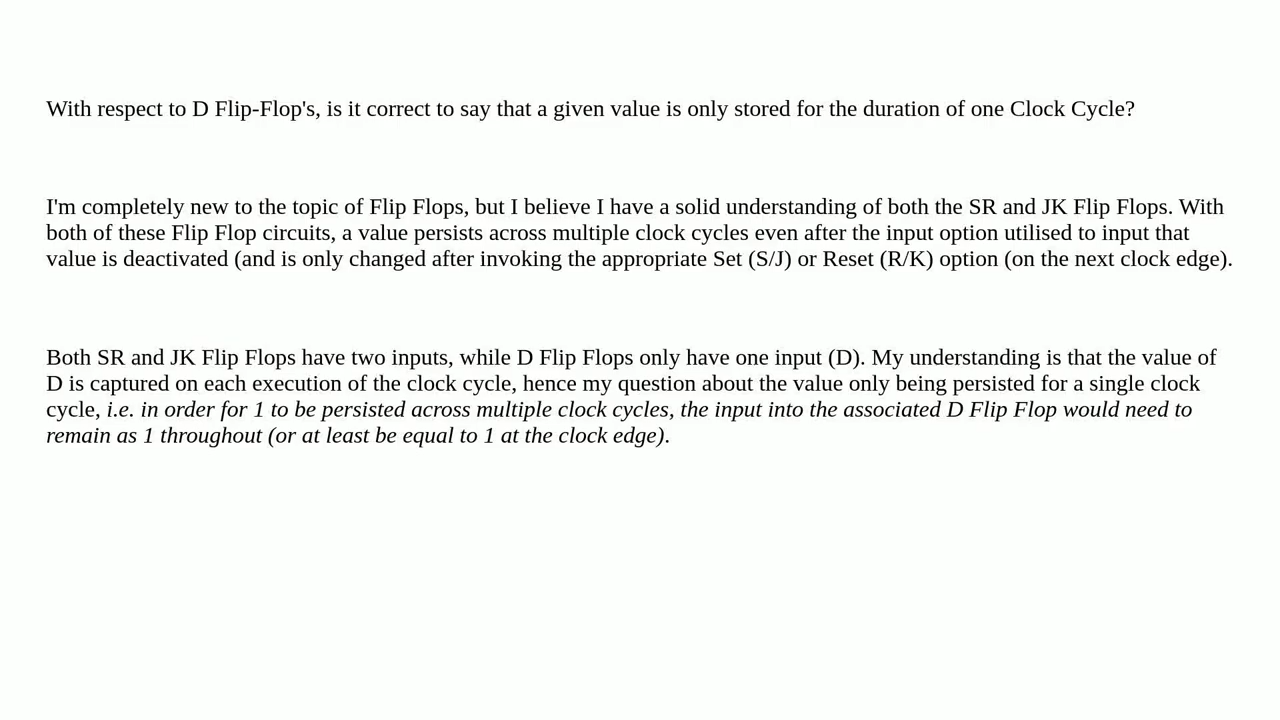 With respect to D Flip-Flop's, is it correct to say that a given value is only stored for the duration of one Clock Cycle?
I'm completely new to the topic of Flip Flops, but I believe I have a solid understanding of both the SR and JK Flip Flops. With
both of these Flip Flop circuits, a value persists across multiple clock cycles even after the input option utilised to input that
value is deactivated (and is only changed after invoking the appropriate Set (S/J) or Reset (R/K) option (on the next clock edge).
Both SR and JK Flip Flops have two inputs, while D Flip Flops only have one input (D). My understanding is that the value of
D is captured on each execution of the clock cycle, hence my question about the value only being persisted for a single clock
cycle, i.e. in order for 1 to be persisted across multiple clock cycles, the input into the associated D Flip Flop would need to
remain as 1 throughout (or at least be equal to 1 at the clock edge).